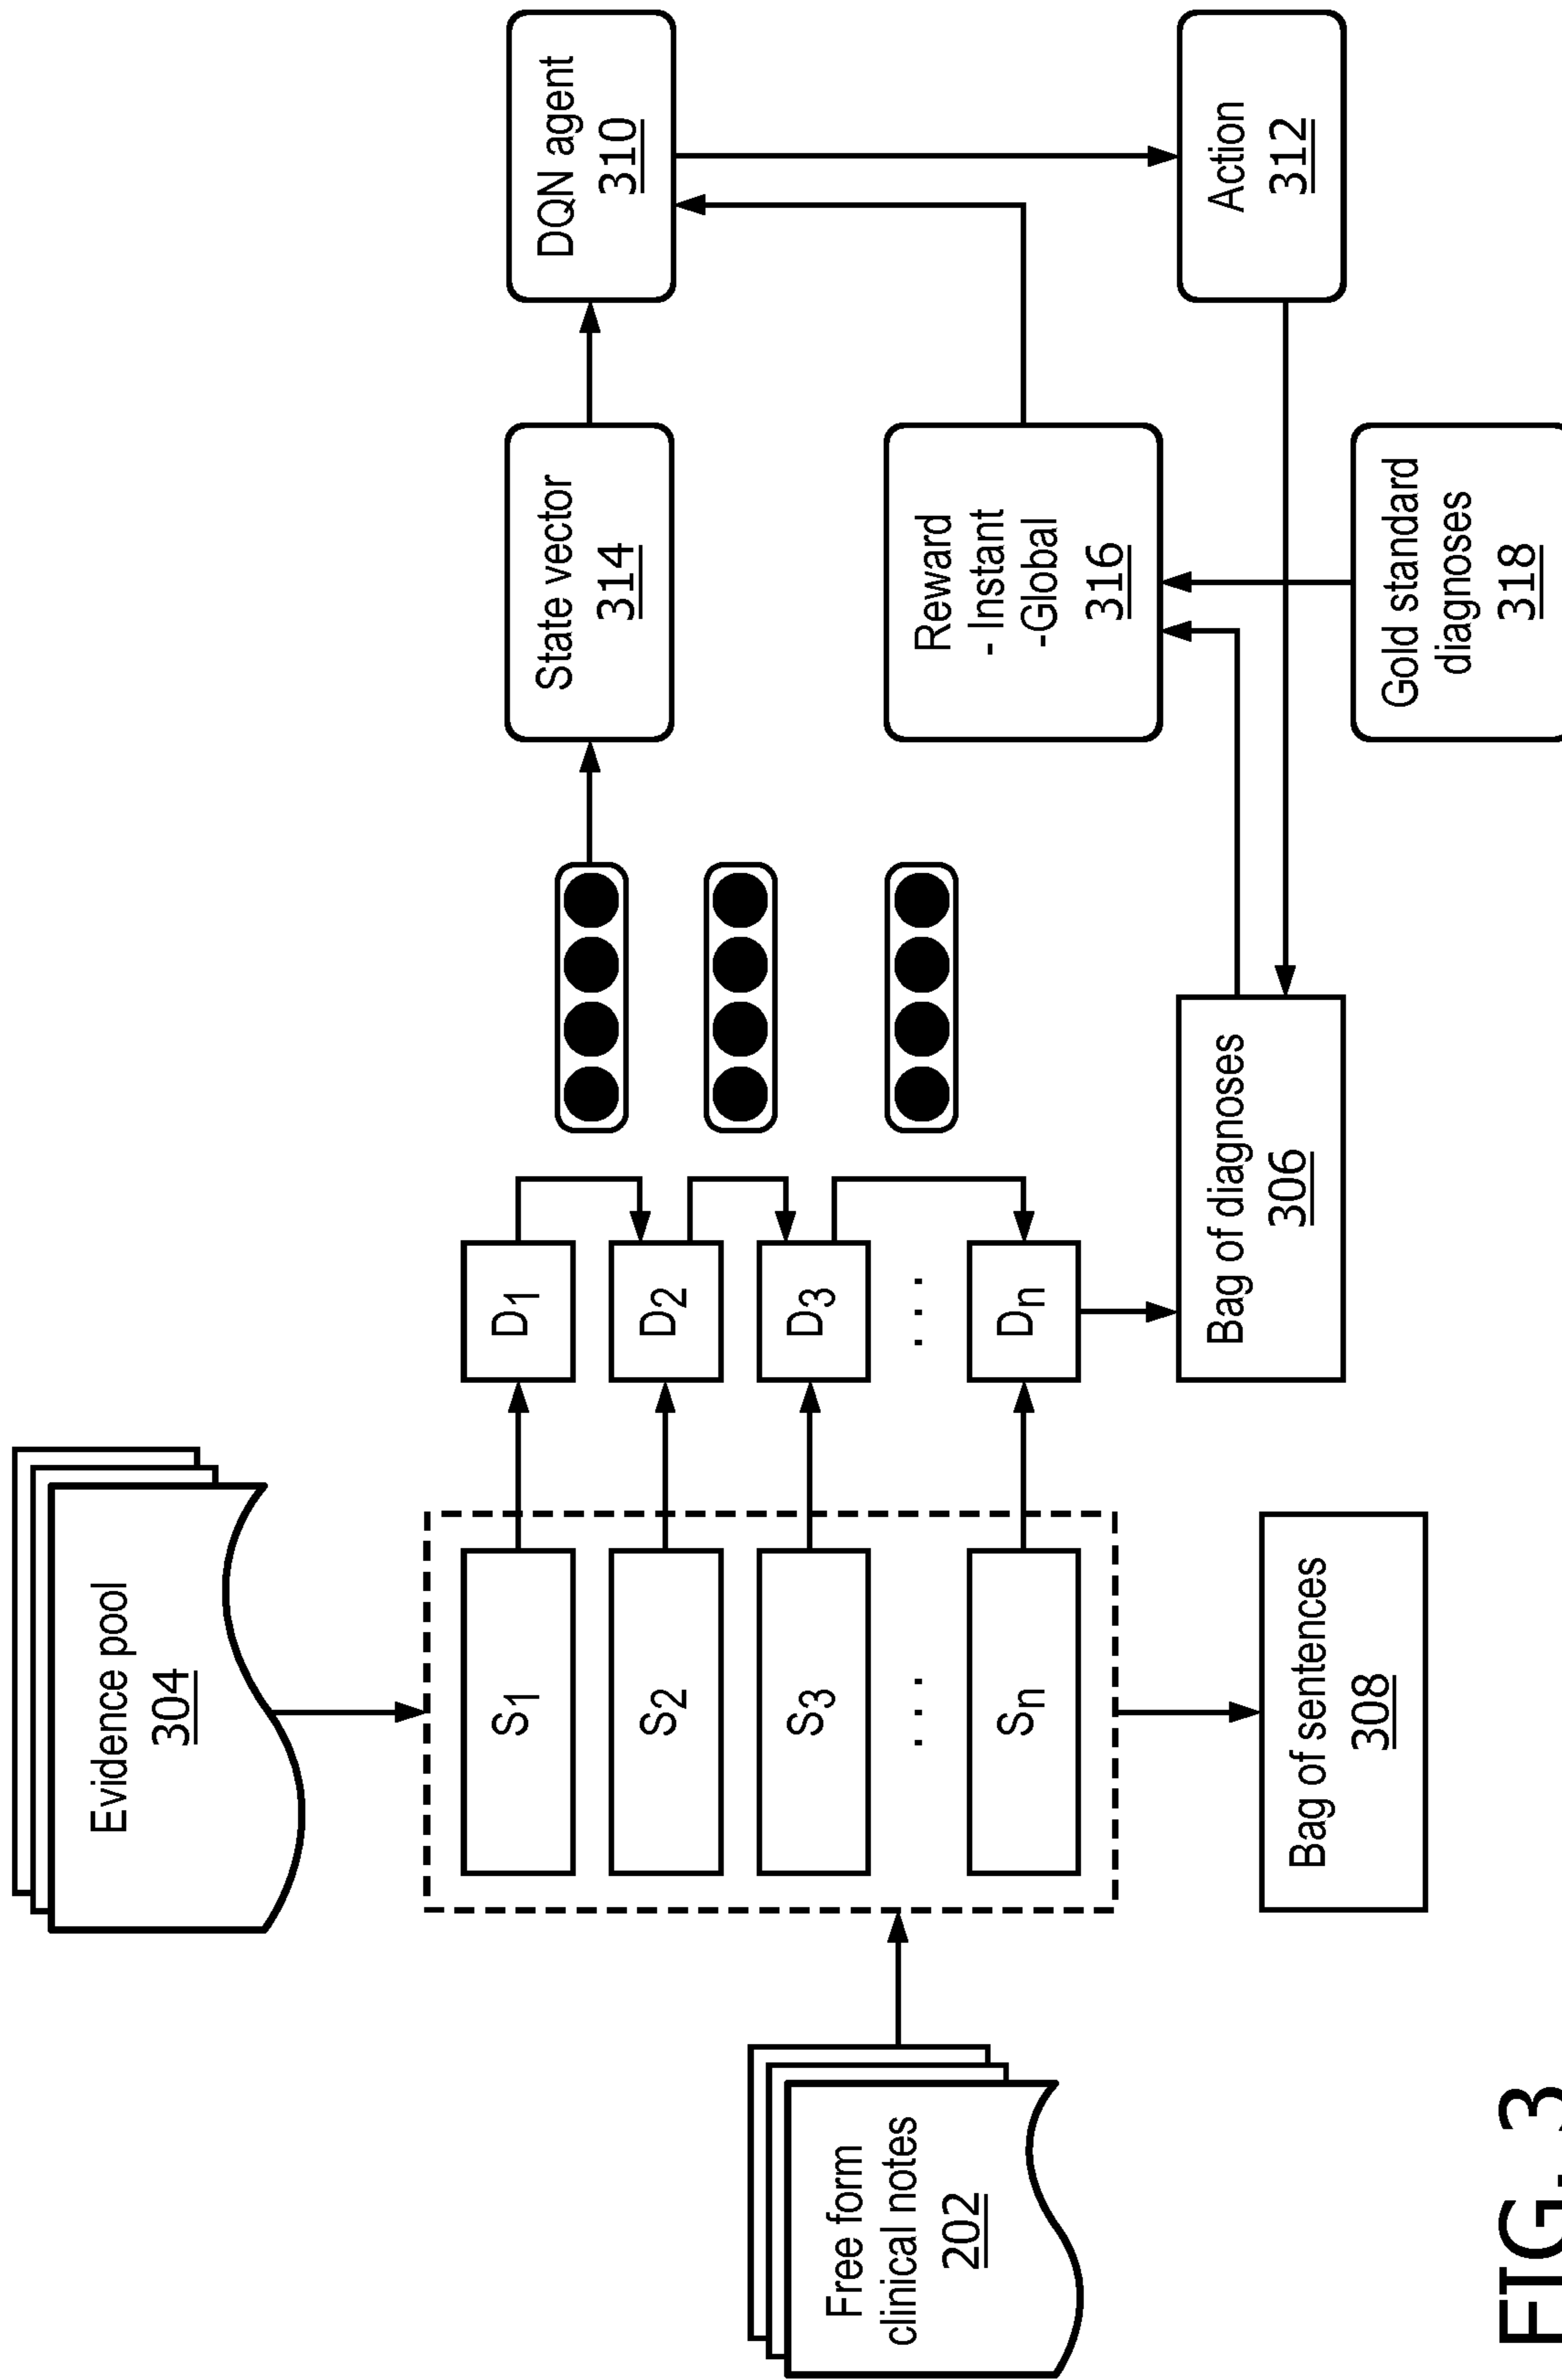 Evidence pool
304
Free form
clinical notes
202
S1
S2
S3
. . .
Sn
D1
D2
D3
. . .
Dn
Bag of sentences
308
Bag of diagnoses
306
State vector
314
DQN agent
310
Reward
- Instant
-Global
316
Action
312
Gold standard
diagnoses
318
FIG. 3